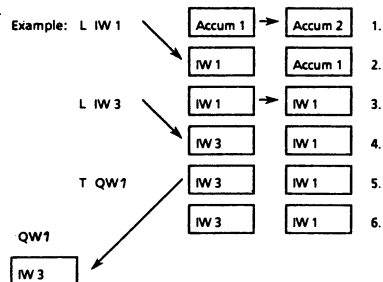 Example: L IW 1 Accum 1 Accum 2 1.
IW 1 Accum 1 2.
L IW 3 IW 1 IW 1 3.
IW 3 IW 1 4.
T QW1 IW 3 IW 1 5.
IW 3 IW 1 6.
QW1
IW 3